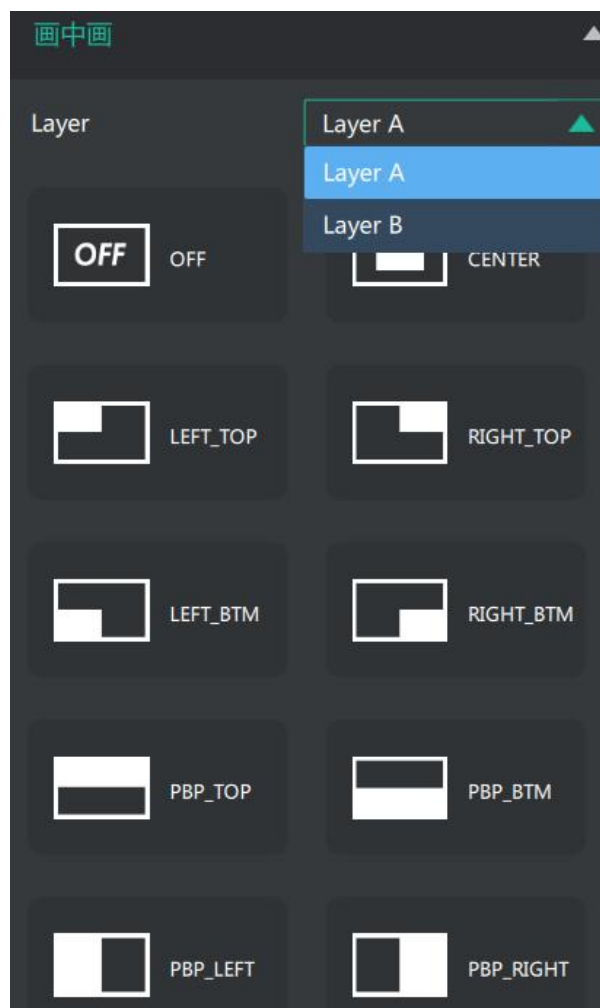 画中画
Layer
Layer A
Layer A
Layer B
OFF
OFF
CENTER
LEFT_TOP
RIGHT_TOP
LEFT_BTM
RIGHT_BTM
PBP_TOP
PBP_BTM
PBP_LEFT
PBP_RIGHT